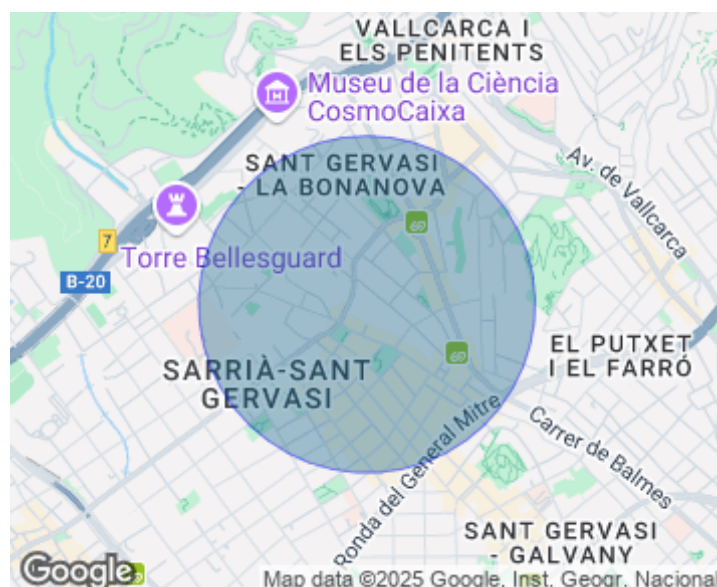 VALLCARCA I
ELS PENITENTS
Museu de la Ciència
CosmoCaixa
SANT GERVASI
- LA BONANOVA
Av. de Vallcarca
7
Torre Bellesguard
B-20
EL PUTXET
I EL FARRÓ
SARRIÀ-SANT
GERVASI
Ronda del General Mitre
Carrer de Balmes
SANT GERVASI
- GALVANY
Google
Map data ©2025 Google, Inst. Geogr. Nacional